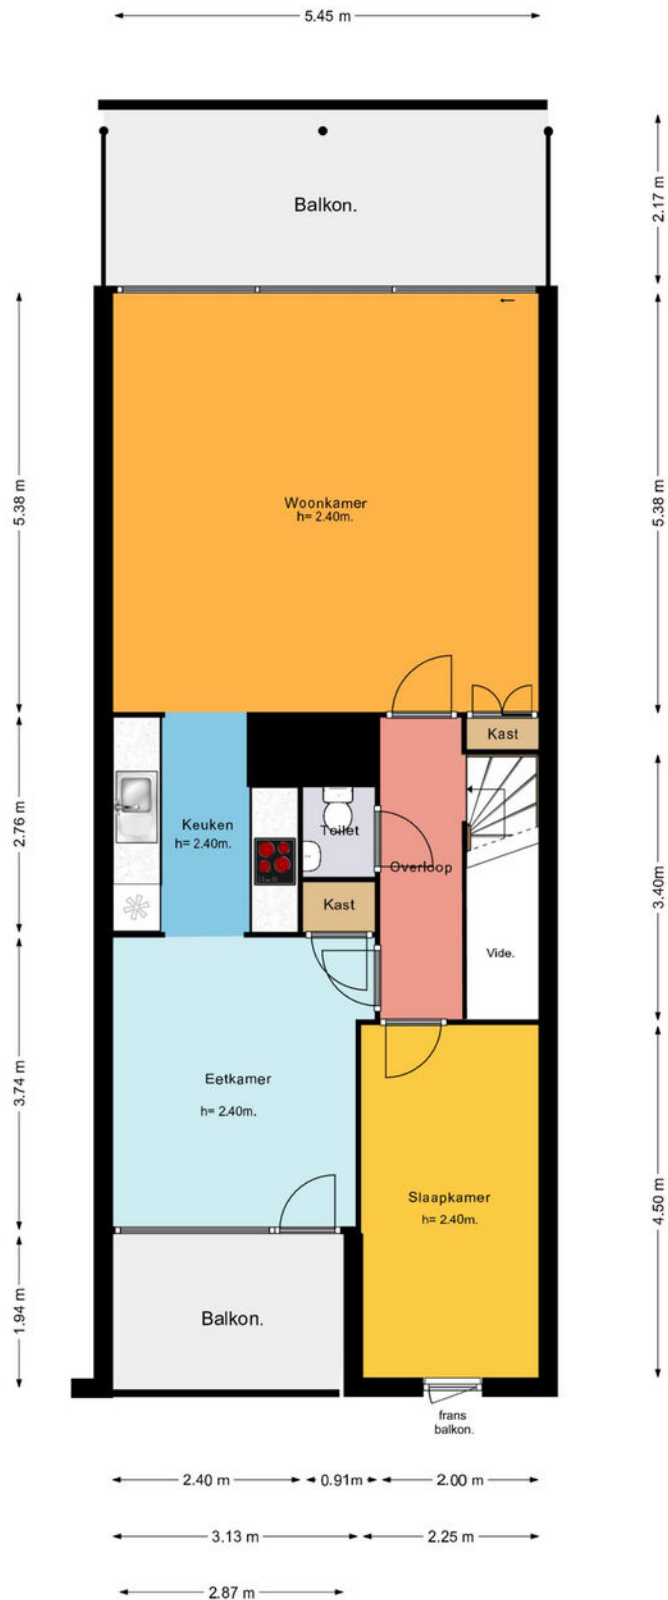 5.45 m
Balkon.
2.17 m
5.38 m
5.38 m
Woonkamer
h= 2.40m.
Kast
Keuken
h= 2.40m.
Toilet
2.76 m
Overloop
3.40m
Kast
Vide.
Eetkamer
h= 2.40m.
3.74 m
Slaapkamer
h= 2.40m.
4.50 m
Balkon.
1.94 m
frans
balkon.
2.40 m
0.91m
2.00 m
3.13 m
2.25 m
2.87 m